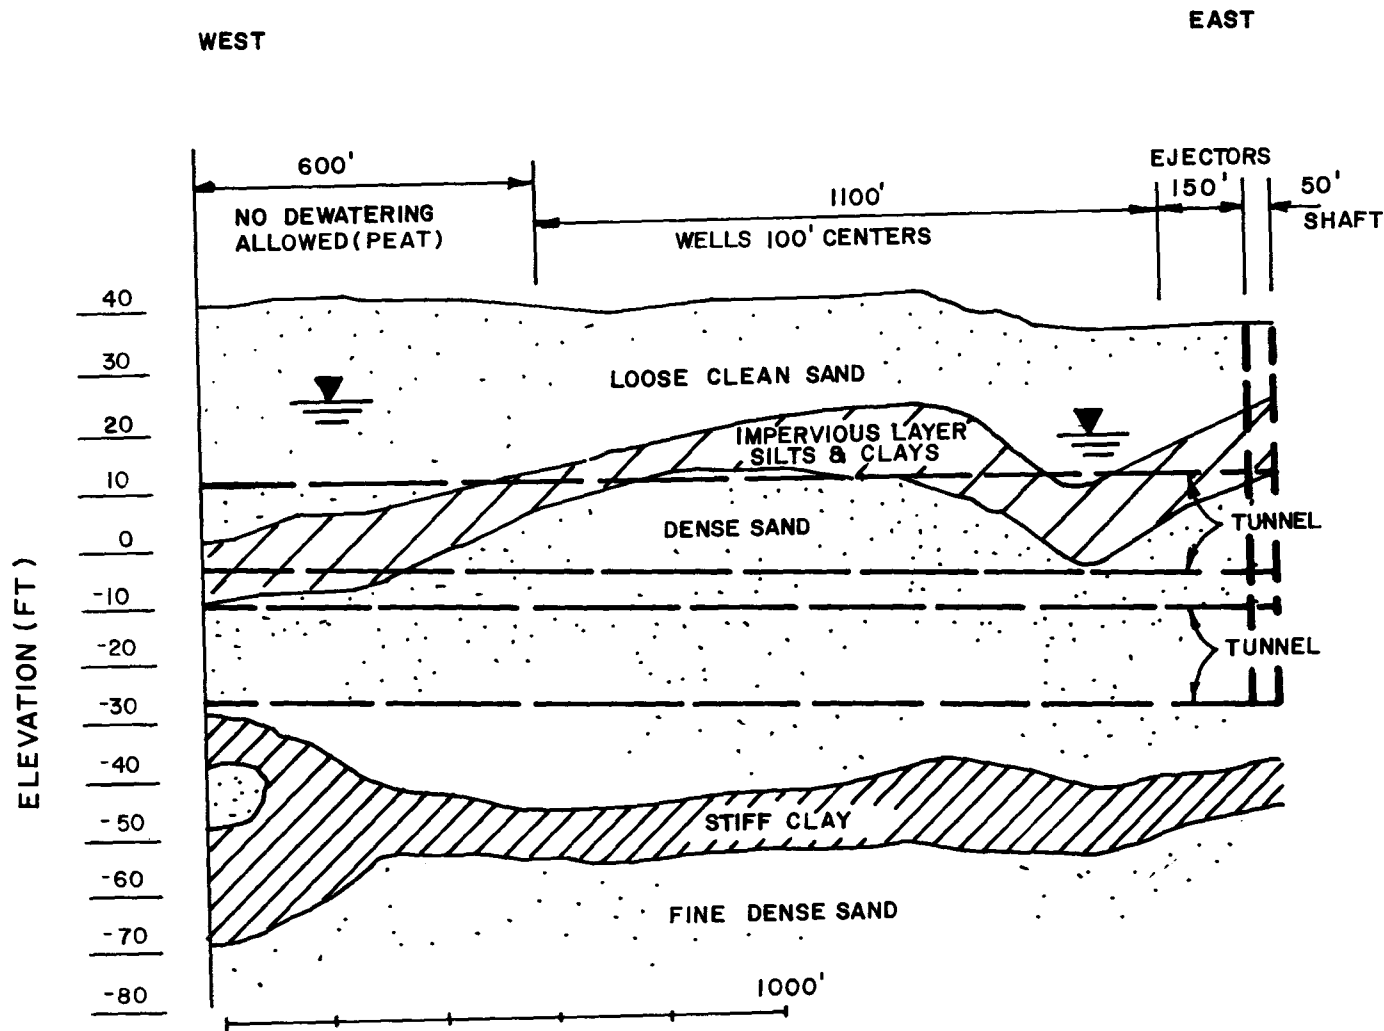 WEST
EAST
600'
NO DEWATERING
ALLOWED (PEAT)
1100'
WELLS 100' CENTERS
EJECTORS
150'
50'
SHAFT
ELEVATION (FT)
40
30
20
10
0
-10
-20
-30
-40
-50
-60
-70
-80
LOOSE CLEAN SAND
IMPERVIOUS LAYER
SILTS & CLAYS
DENSE SAND
TUNNEL
TUNNEL
STIFF CLAY
FINE DENSE SAND
1000'